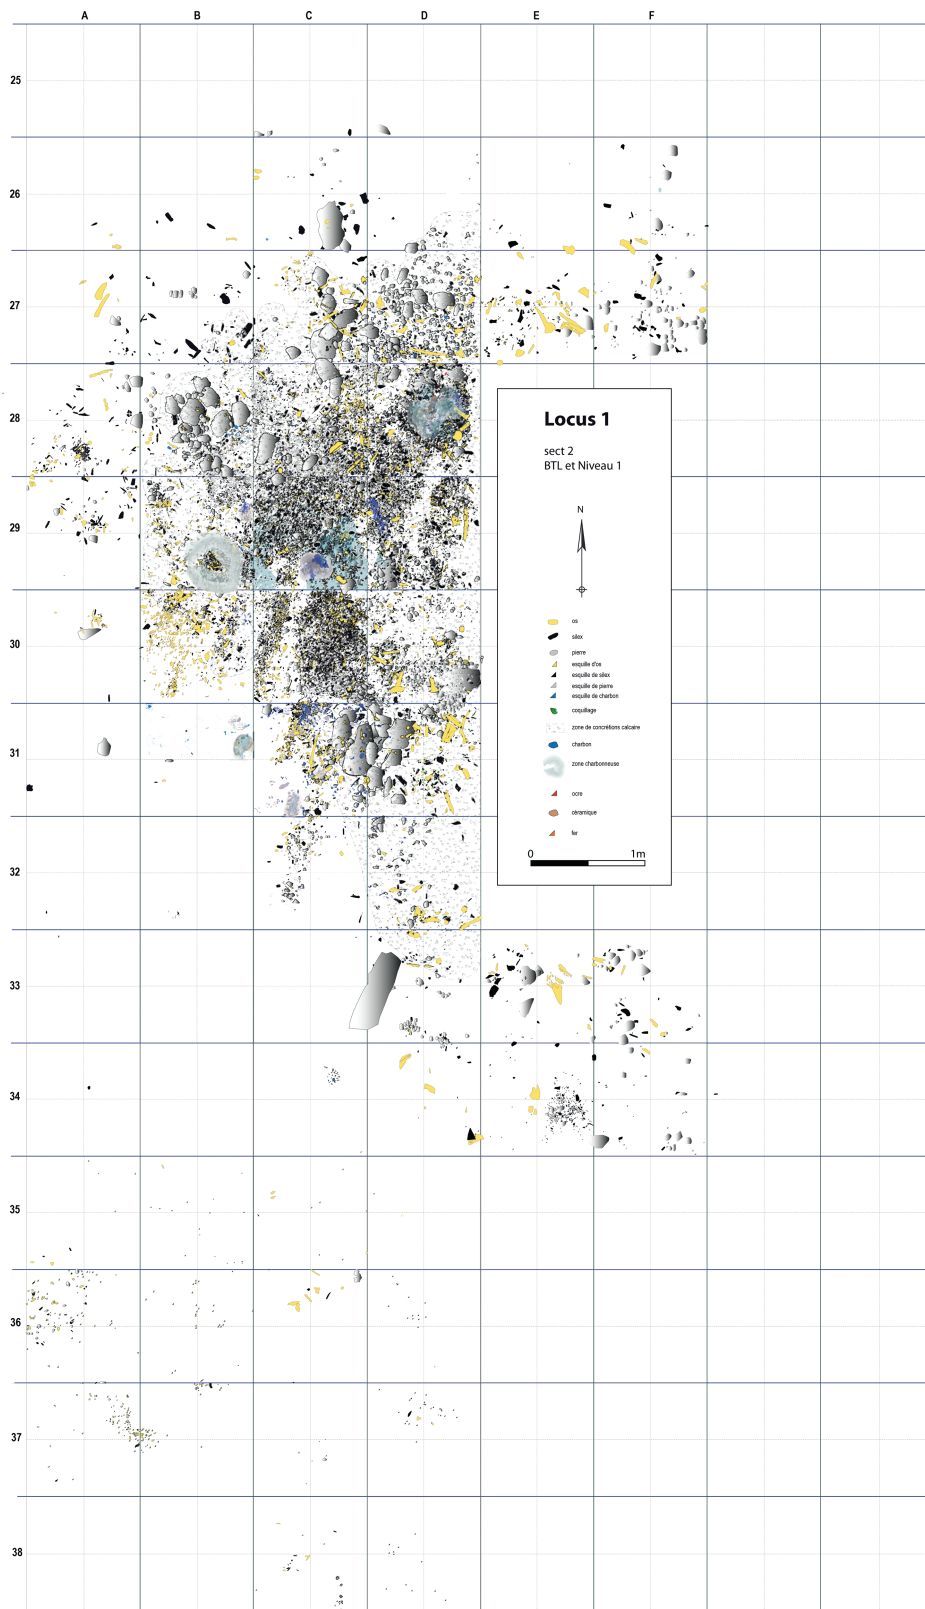 A B C D E F
25
26
27
28
29
30
31
32
33
34
35
36
37
38
Locus 1
sect 2
BTL et Niveau 1
N
os
silex
pierre
esquille d'os
esquille de silex
esquille de pierre
esquille de charbon
coquillage
zone de concrétions calcaire
charbon
zone charbonneuse
ocre
céramique
fer
0 1m